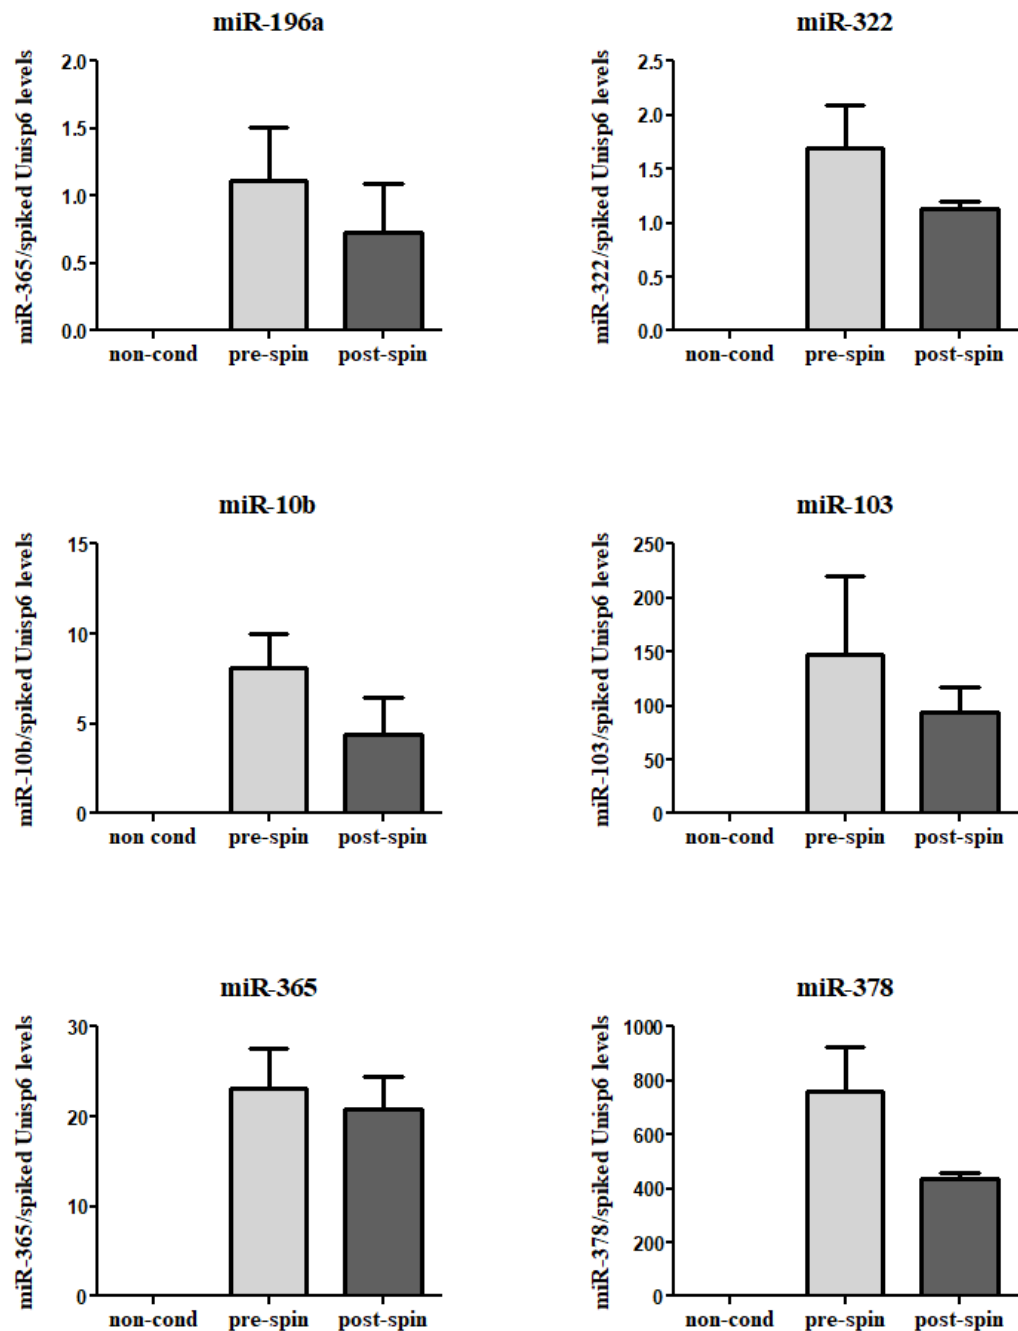 miR-196a
miR-365/spiked Unisp6 levels
2.0
1.5
1.0
0.5
0.0
non-cond pre-spin post-spin
miR-322
miR-322/spiked Unisp6 levels
2.5
2.0
1.5
1.0
0.5
0.0
non-cond pre-spin post-spin
miR-10b
miR-10b/spiked Unisp6 levels
15
10
5
0
non cond pre-spin post-spin
miR-103
miR-103/spiked Unisp6 levels
250
200
150
100
50
0
non-cond pre-spin post-spin
miR-365
miR-365/spiked Unisp6 levels
30
20
10
0
non-cond pre-spin post-spin
miR-378
miR-378/spiked Unisp6 levels
1000
800
600
400
200
0
non-cond pre-spin post-spin